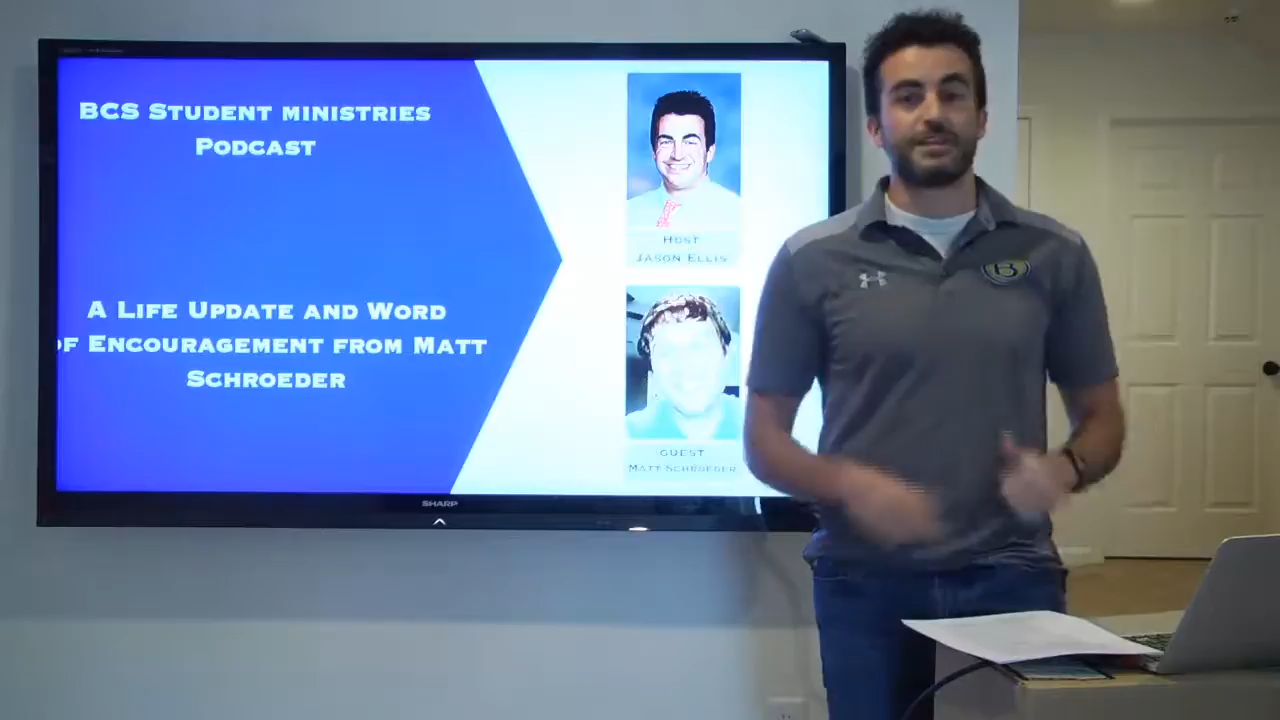 BCS Student ministries
Podcast
A Life Update and Word
of Encouragement from Matt
Schroeder
Host
Jason Ellis
guest
Matt Schroeder
SHARP
B